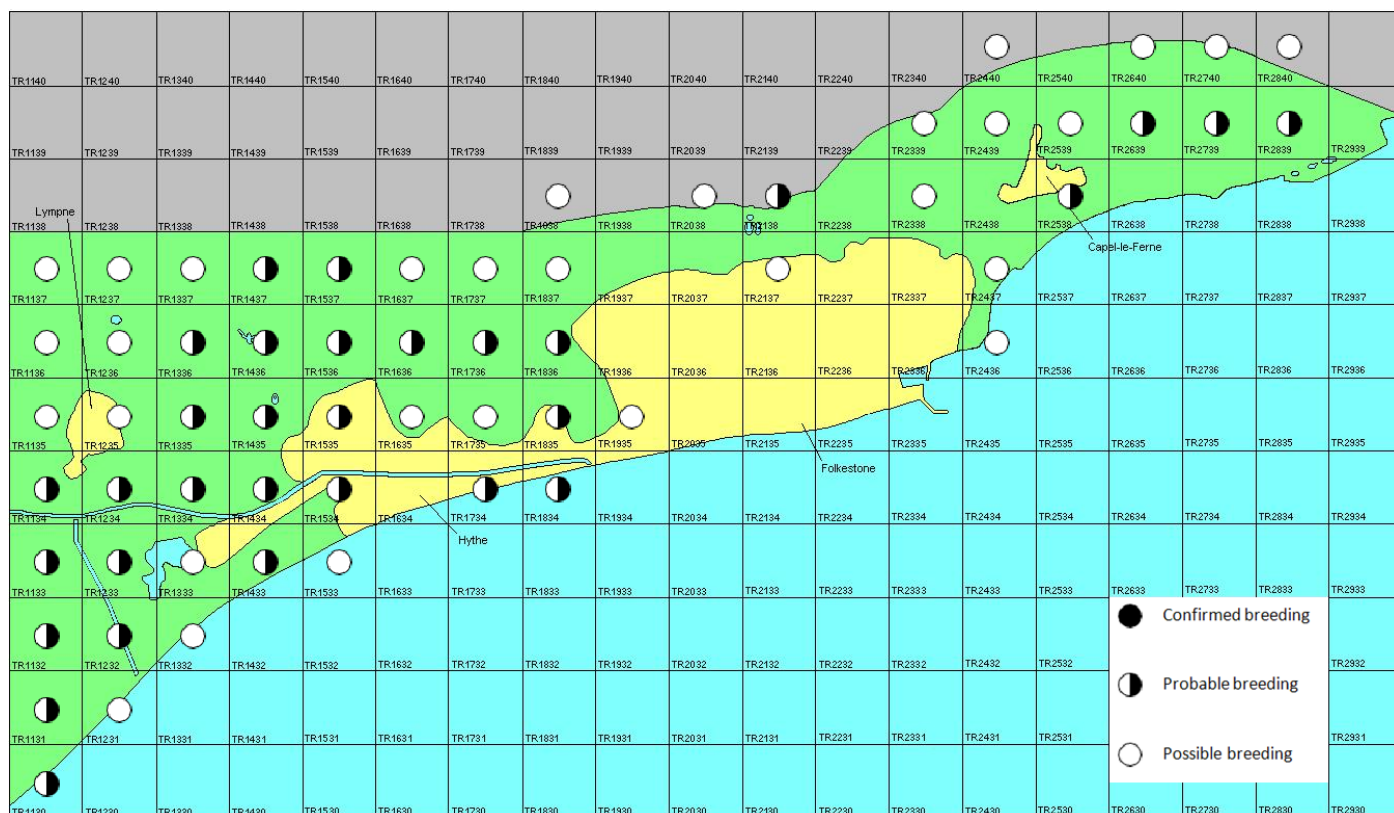 TR1140 TR1240 TR1340 TR1440 TR1540 TR1640 TR1740 TR1840 TR1940 TR2040 TR2140 TR2240 TR2340 TR2440 TR2540 TR2640 TR2740 TR2840
TR1139 TR1239 TR1339 TR1439 TR1539 TR1639 TR1739 TR1839 TR1939 TR2039 TR2139 TR2239 TR2339 TR2439 TR2539 TR2639 TR2739 TR2839 TR2939
Lympne
TR1138 TR1238 TR1338 TR1438 TR1538 TR1638 TR1738 TR1838 TR1938 TR2038 TR2138 TR2238 TR2338 TR2438 TR2538 TR2638 TR2738 TR2838 TR2938
Capel-le-Ferne
TR1137 TR1237 TR1337 TR1437 TR1537 TR1637 TR1737 TR1837 TR1937 TR2037 TR2137 TR2237 TR2337 TR2437 TR2537 TR2637 TR2737 TR2837 TR2937
TR1136 TR1236 TR1336 TR1436 TR1536 TR1636 TR1736 TR1836 TR1936 TR2036 TR2136 TR2236 TR2336 TR2436 TR2536 TR2636 TR2736 TR2836 TR2936
TR1135 TR1235 TR1335 TR1435 TR1535 TR1635 TR1735 TR1835 TR1935 TR2035 TR2135 TR2235 TR2335 TR2435 TR2535 TR2635 TR2735 TR2835 TR2935
Folkestone
TR1134 TR1234 TR1334 TR1434 TR1534 TR1634 TR1734 TR1834 TR1934 TR2034 TR2134 TR2234 TR2334 TR2434 TR2534 TR2634 TR2734 TR2834 TR2934
Hythe
TR1133 TR1233 TR1333 TR1433 TR1533 TR1633 TR1733 TR1833 TR1933 TR2033 TR2133 TR2233 TR2333 TR2433 TR2533 TR2633 TR2733 TR2833 TR2933
Confirmed breeding
TR1132 TR1232 TR1332 TR1432 TR1532 TR1632 TR1732 TR1832 TR1932 TR2032 TR2132 TR2232 TR2332 TR2432 TR2532 TR2932
Probable breeding
TR1131 TR1231 TR1331 TR1431 TR1531 TR1631 TR1731 TR1831 TR1931 TR2031 TR2131 TR2231 TR2331 TR2431 TR2531 TR2931
Possible breeding
TR1130 TR1230 TR1330 TR1430 TR1530 TR1630 TR1730 TR1830 TR1930 TR2030 TR2130 TR2230 TR2330 TR2430 TR2530 TR2630 TR2730 TR2830 TR2930